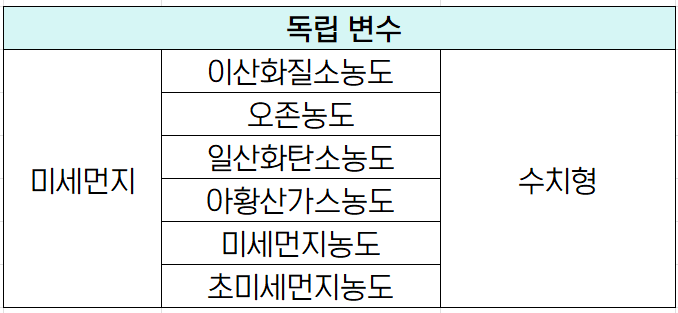 독립 변수
미세먼지
이산화질소농도
오존농도
일산화탄소농도
아황산가스농도
미세먼지농도
초미세먼지농도
수치형